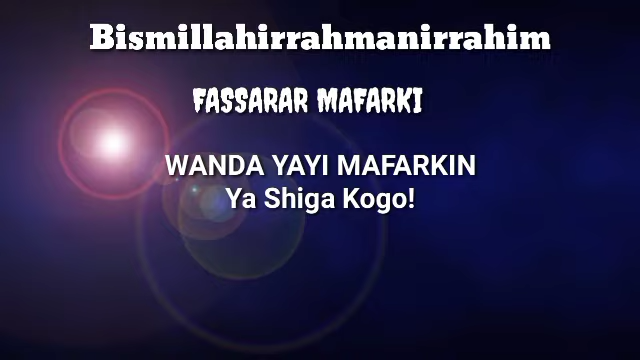 Bismillahirrahmanirrahim
FASSARAR MAFARKI
WANDA YAYI MAFARKIN
Ya Shiga Kogo!